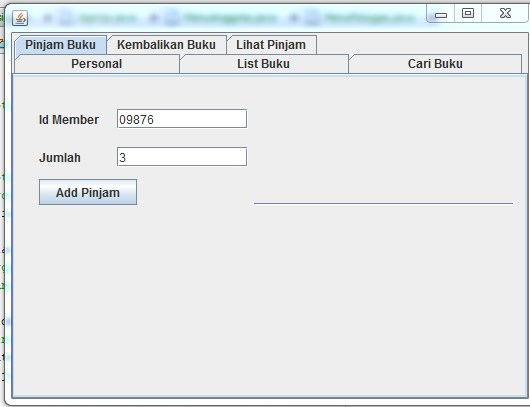 Pinjam Buku Kembalikan Buku Lihat Pinjam
Personal List Buku Cari Buku
Id Member 09876
Jumlah 3
Add Pinjam